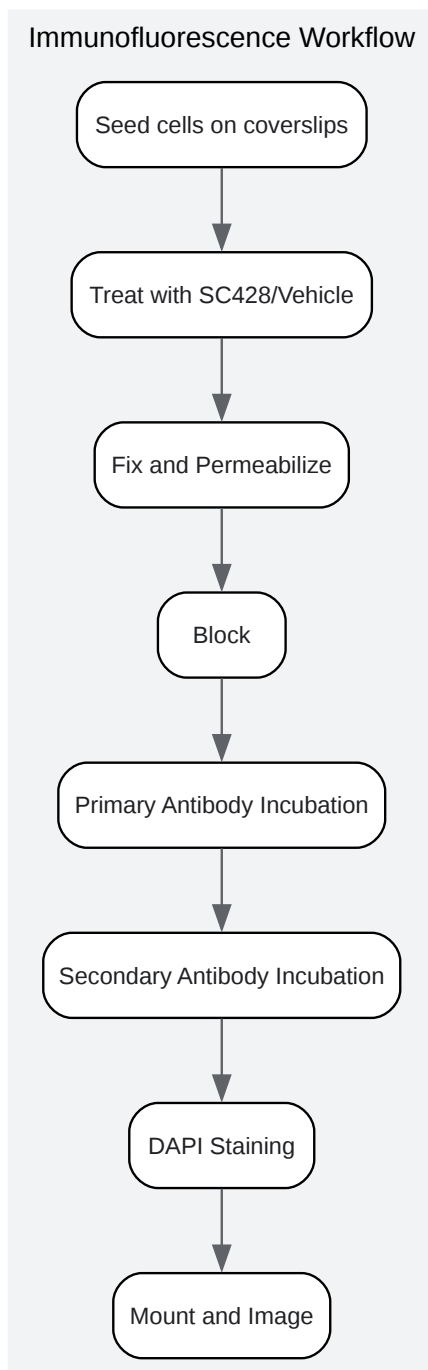 Immunofluorescence Workflow
Seed cells on coverslips
Treat with SC428/Vehicle
Fix and Permeabilize
Block
Primary Antibody Incubation
Secondary Antibody Incubation
DAPI Staining
Mount and Image